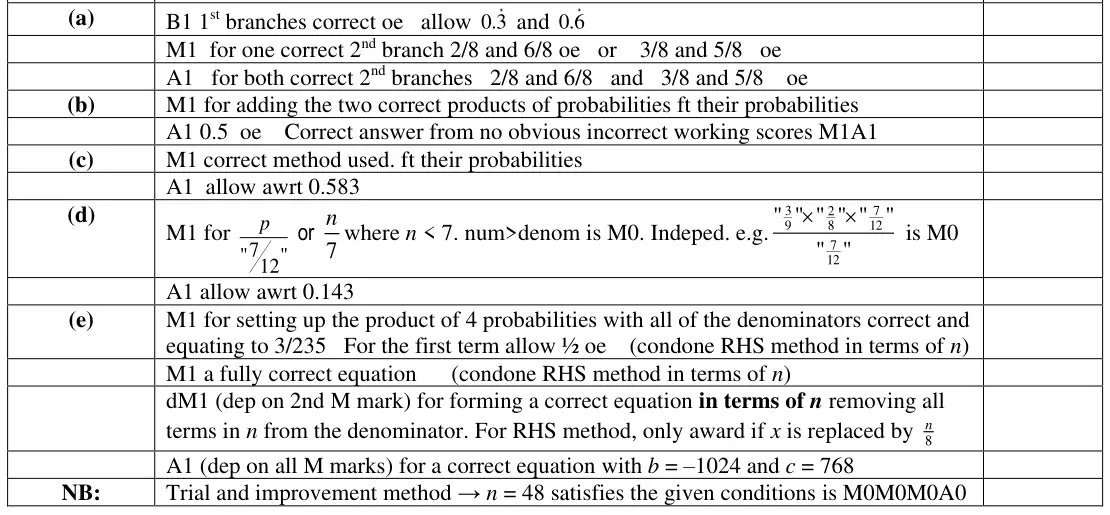 (a) B1 1st branches correct oe allow 0.3̇ and 0.6̇
M1 for one correct 2nd branch 2/8 and 6/8 oe or 3/8 and 5/8 oe
A1 for both correct 2nd branches 2/8 and 6/8 and 3/8 and 5/8 oe
(b) M1 for adding the two correct products of probabilities ft their probabilities
A1 0.5 oe Correct answer from no obvious incorrect working scores M1A1
(c) M1 correct method used. ft their probabilities
A1 allow awrt 0.583
(d) M1 for p/"7/12" or n/7 where n < 7. num>denom is M0. Indeped. e.g. "3/9"×"2/8"×"7/12"/"7/12" is M0
A1 allow awrt 0.143
(e) M1 for setting up the product of 4 probabilities with all of the denominators correct and
equating to 3/235 For the first term allow ½ oe (condone RHS method in terms of n)
M1 a fully correct equation (condone RHS method in terms of n)
dM1 (dep on 2nd M mark) for forming a correct equation in terms of n removing all
terms in n from the denominator. For RHS method, only award if x is replaced by n/8
A1 (dep on all M marks) for a correct equation with b = –1024 and c = 768
NB: Trial and improvement method → n = 48 satisfies the given conditions is M0M0M0A0